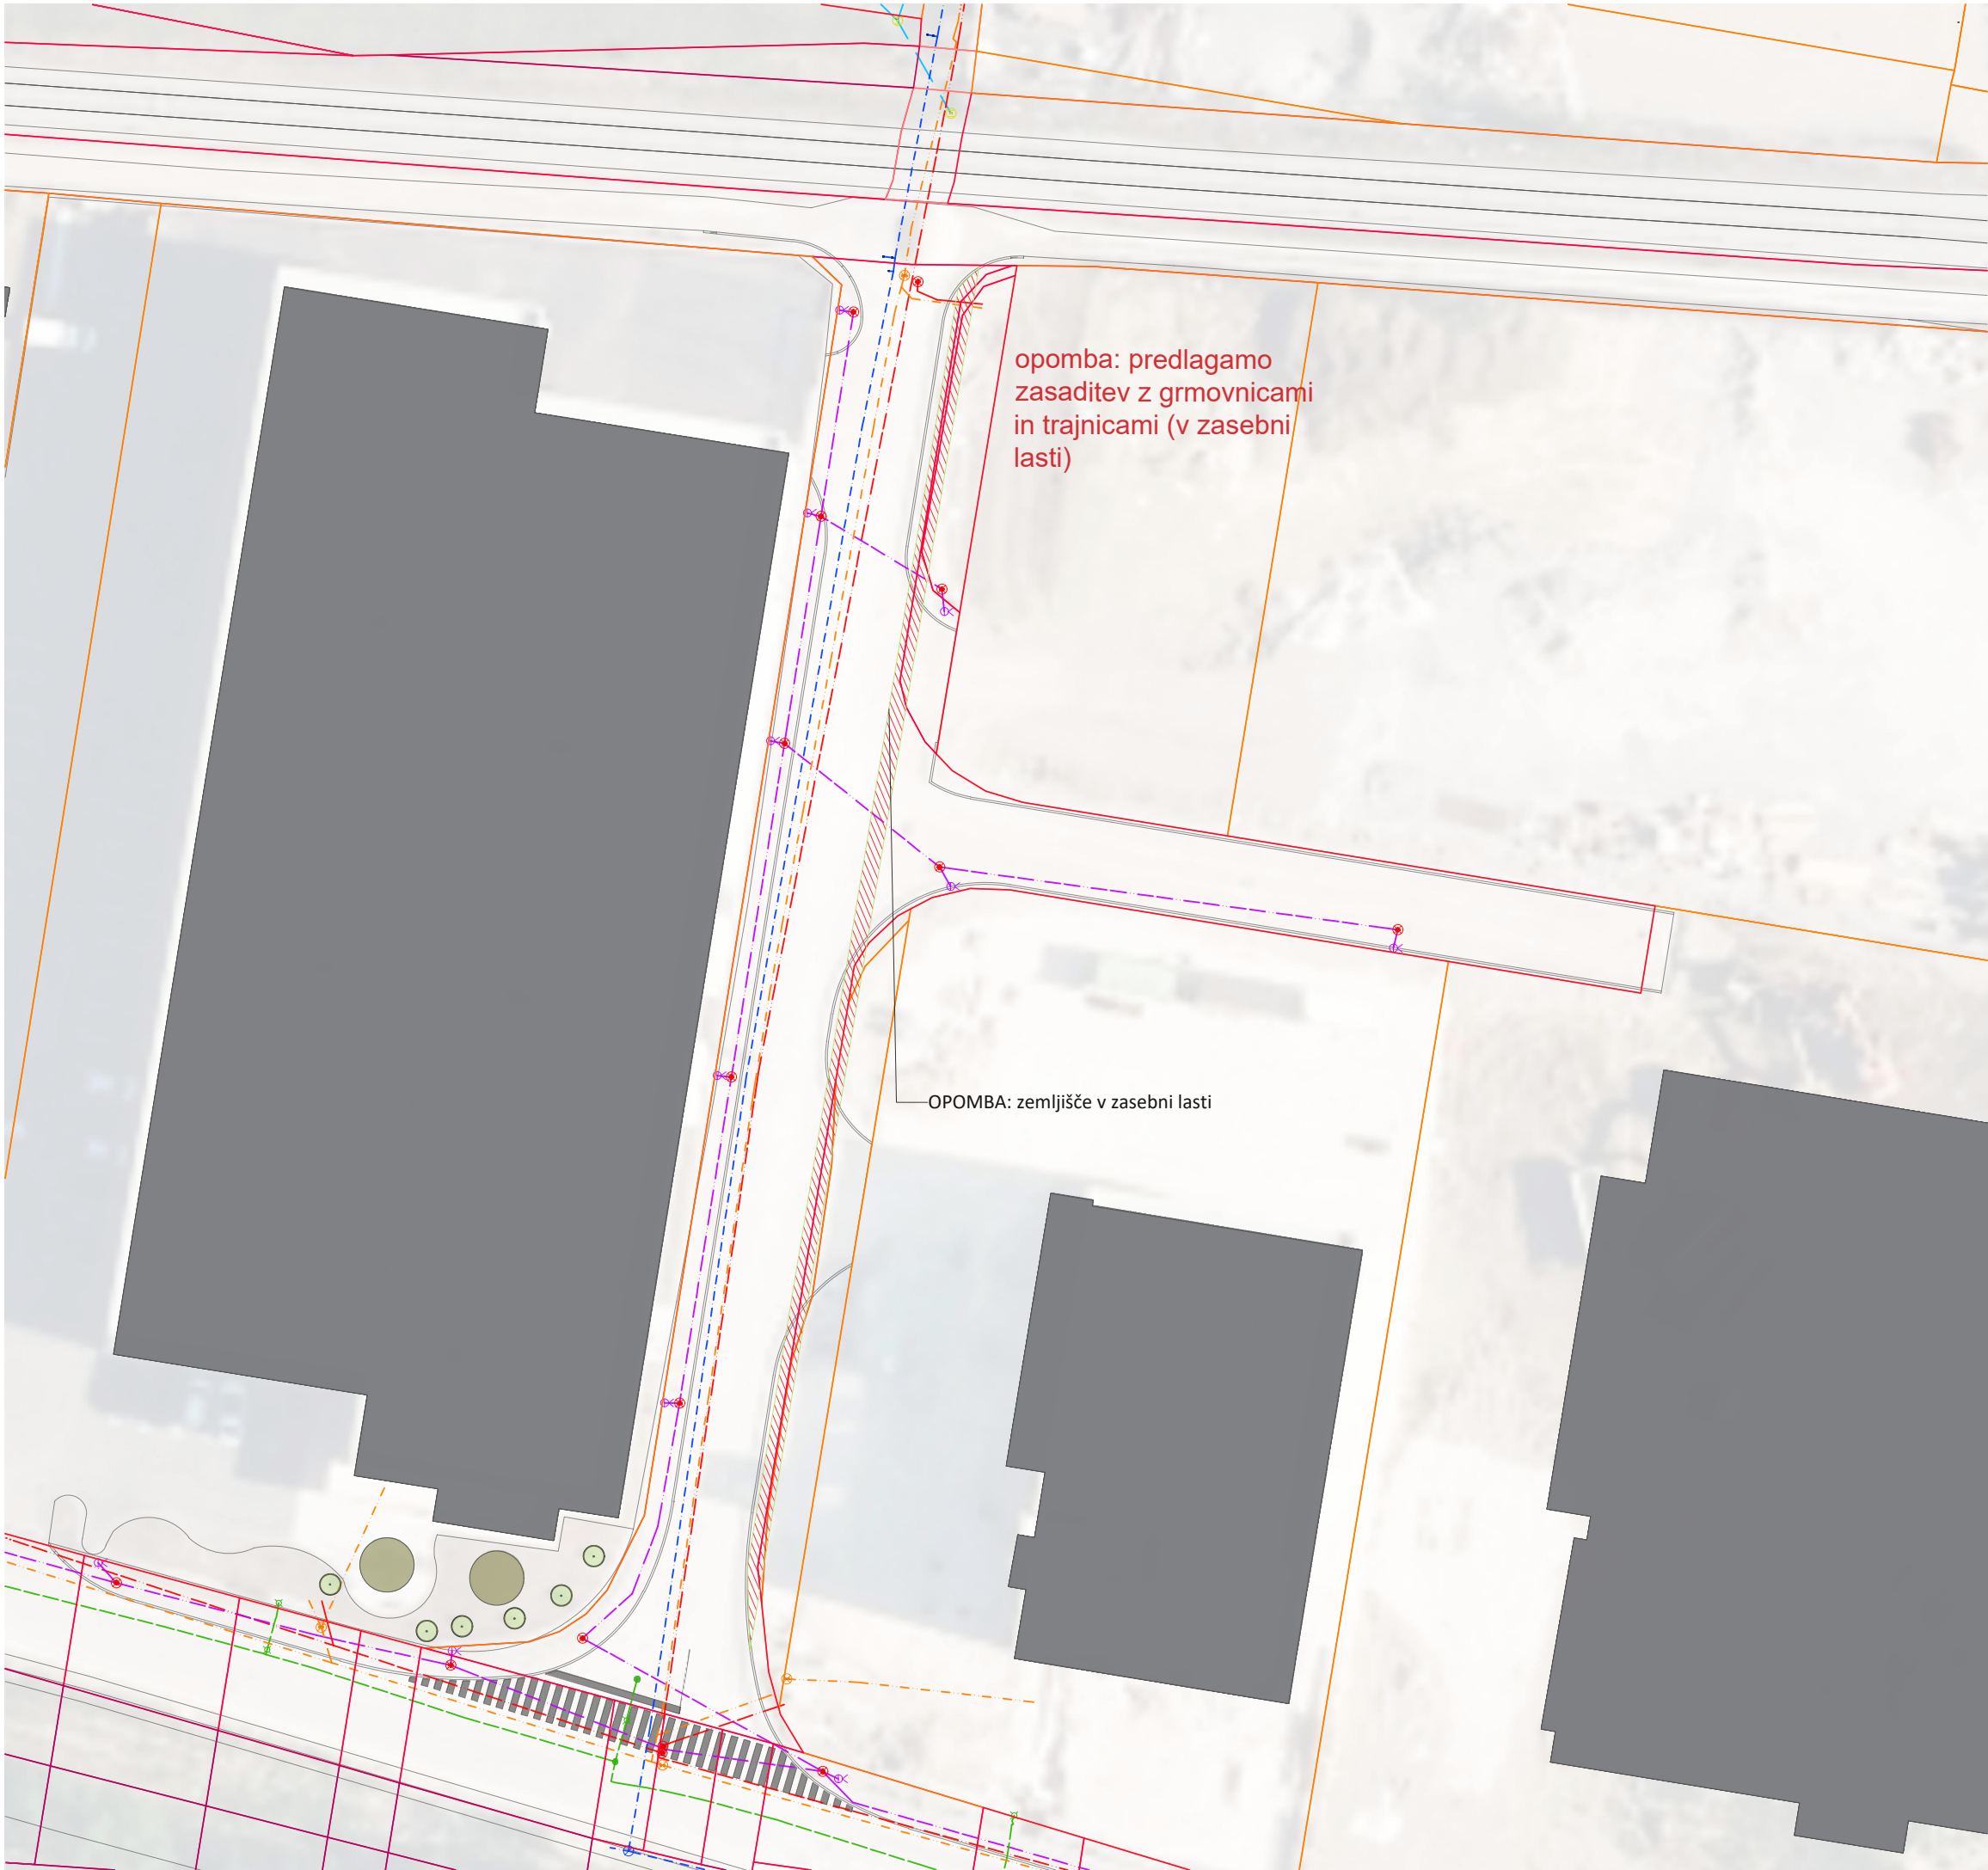 opomba: predlagamo
zasaditev z grmovnicami
in trajnicami (v zasebni
lasti)
OPOMBA: zemljišče v zasebni lasti